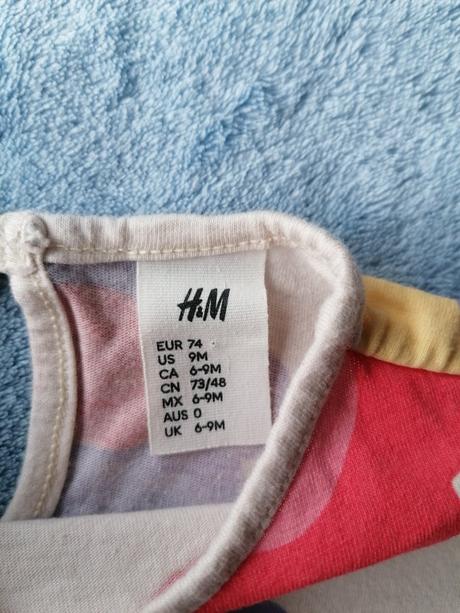 H&M
EUR 74
US 9M
CA 6-9M
CN 73/48
MX 6-9M
AUS 0
UK 6-9M